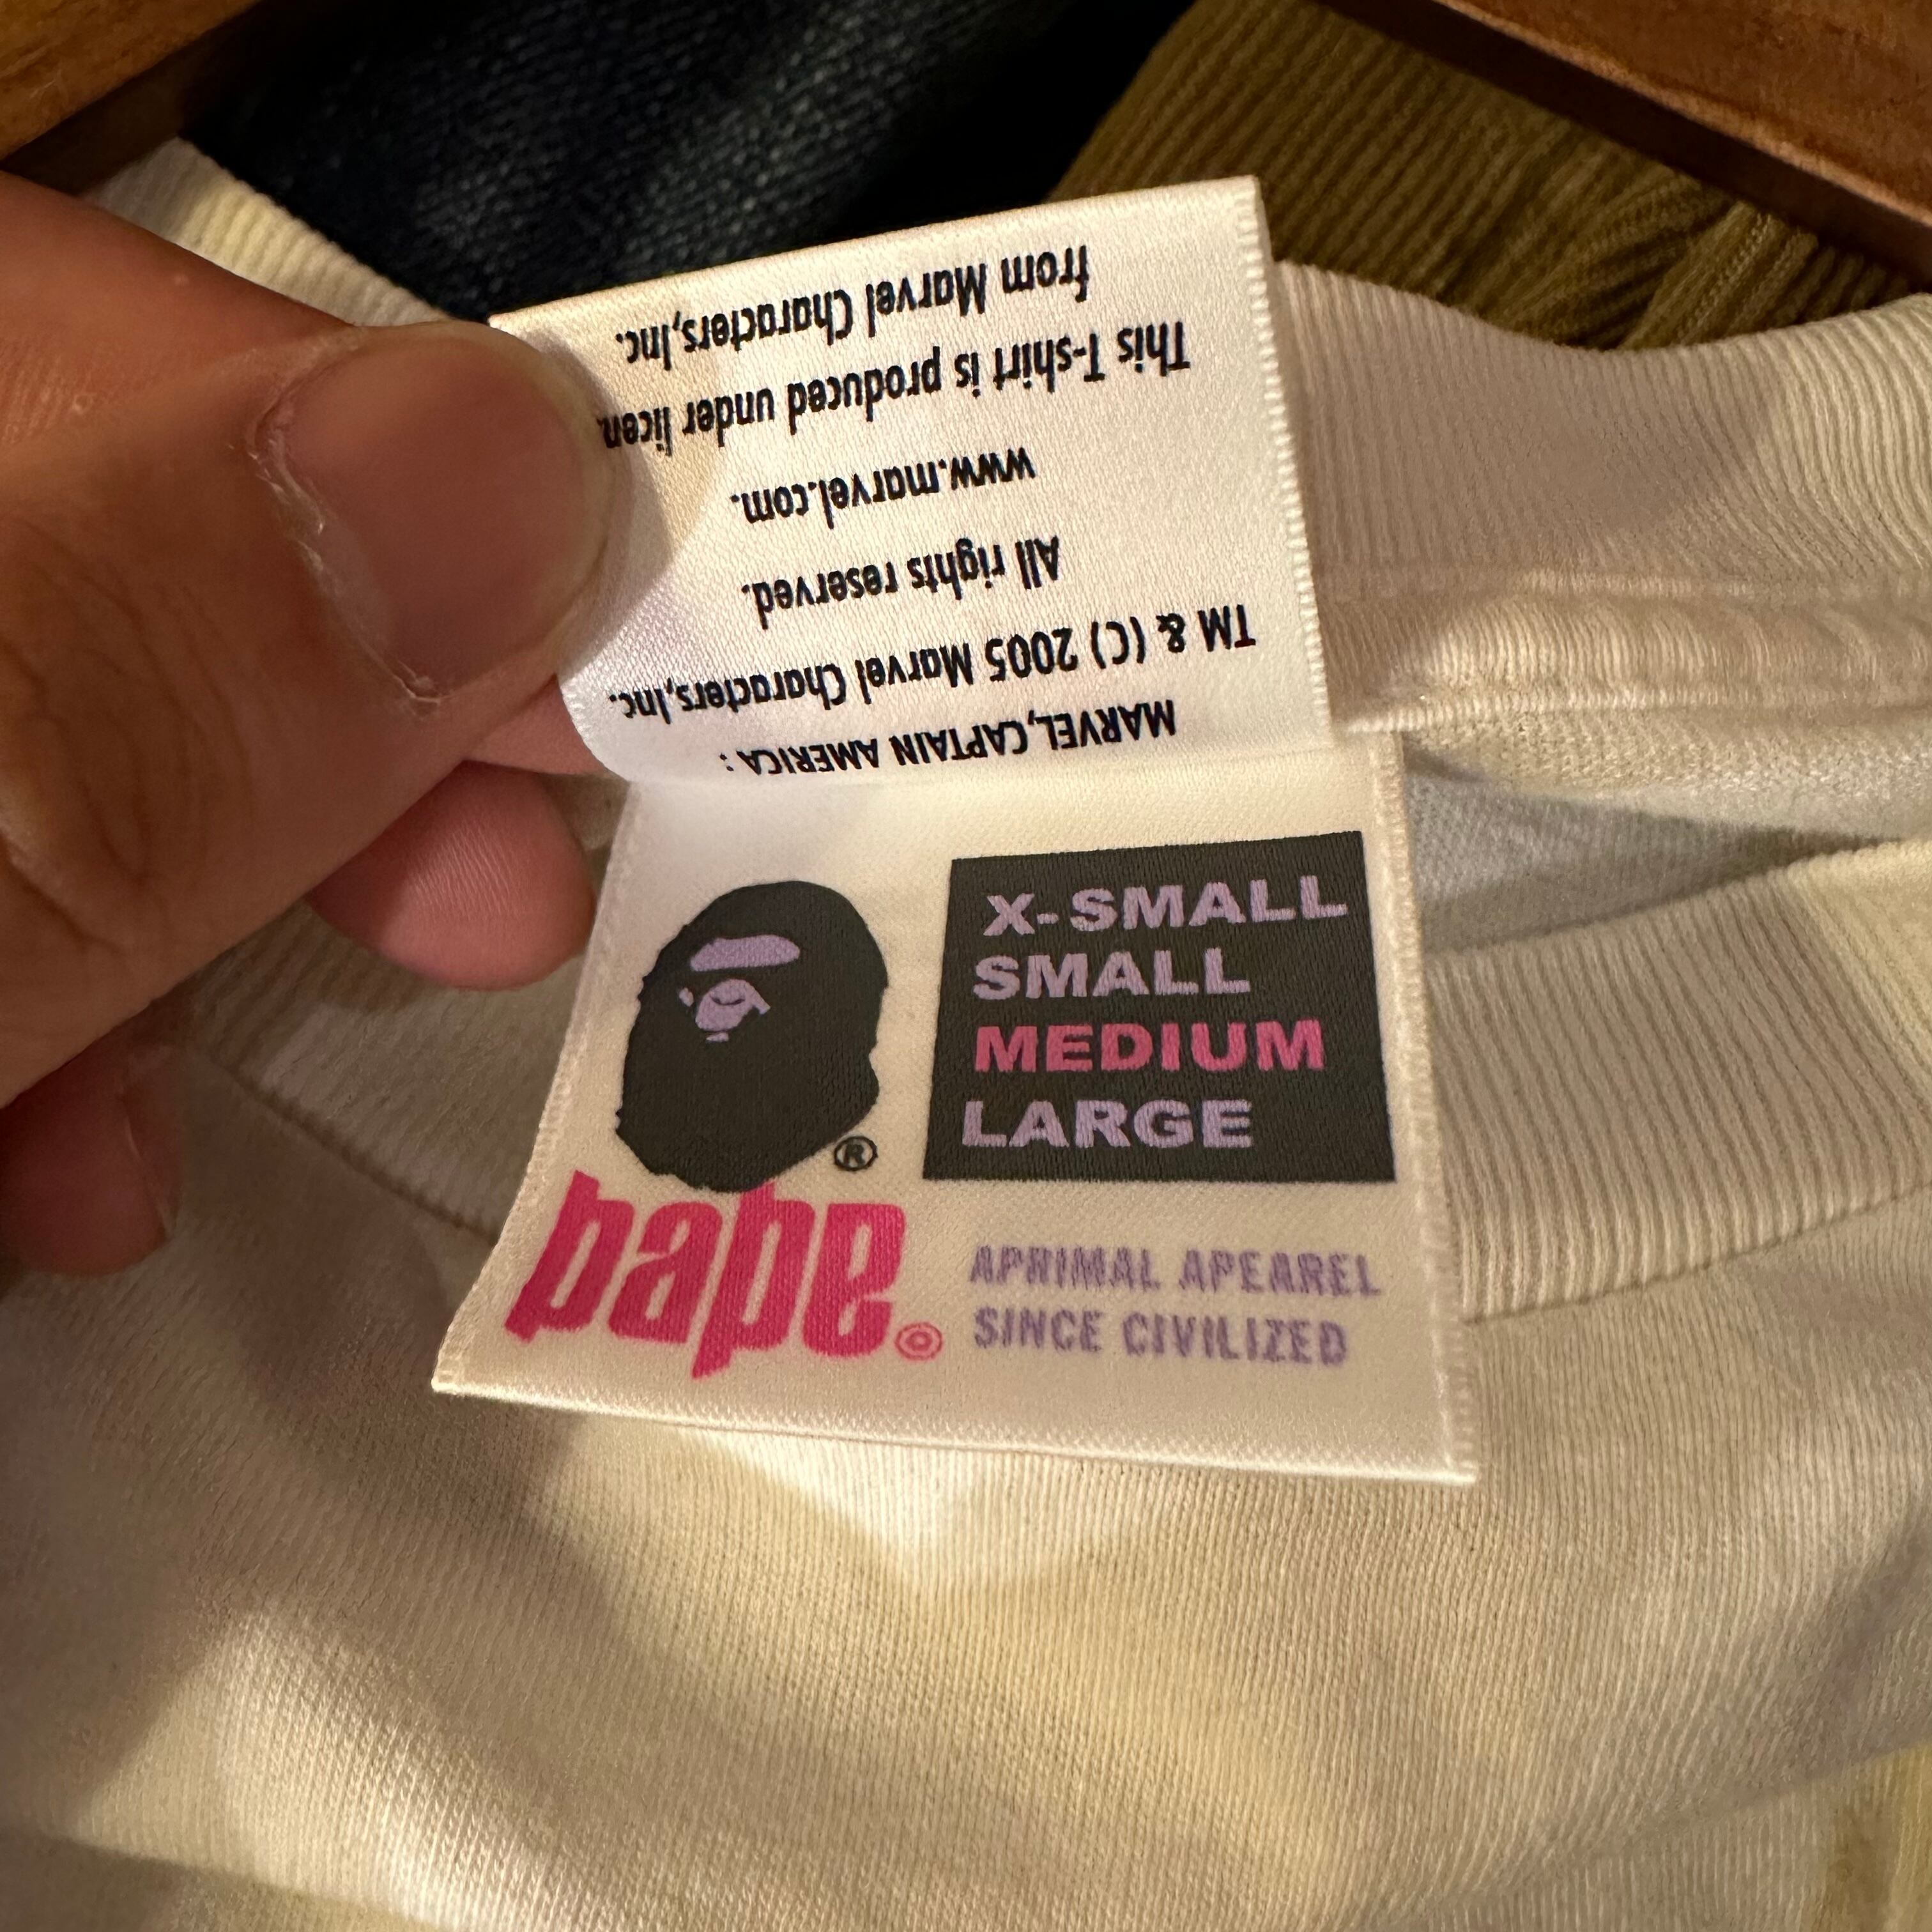 MARVEL,CAPTAIN AMERICA :
TM & (C) 2005 Marvel Characters,Inc.
All rights reserved.
www.marvel.com.
This T-shirt is produced under
from Marvel Characters,Inc.
X-SMALL
SMALL
MEDIUM
LARGE
®
bape®
APRIMAL APEAREL
SINCE CIVILIZED